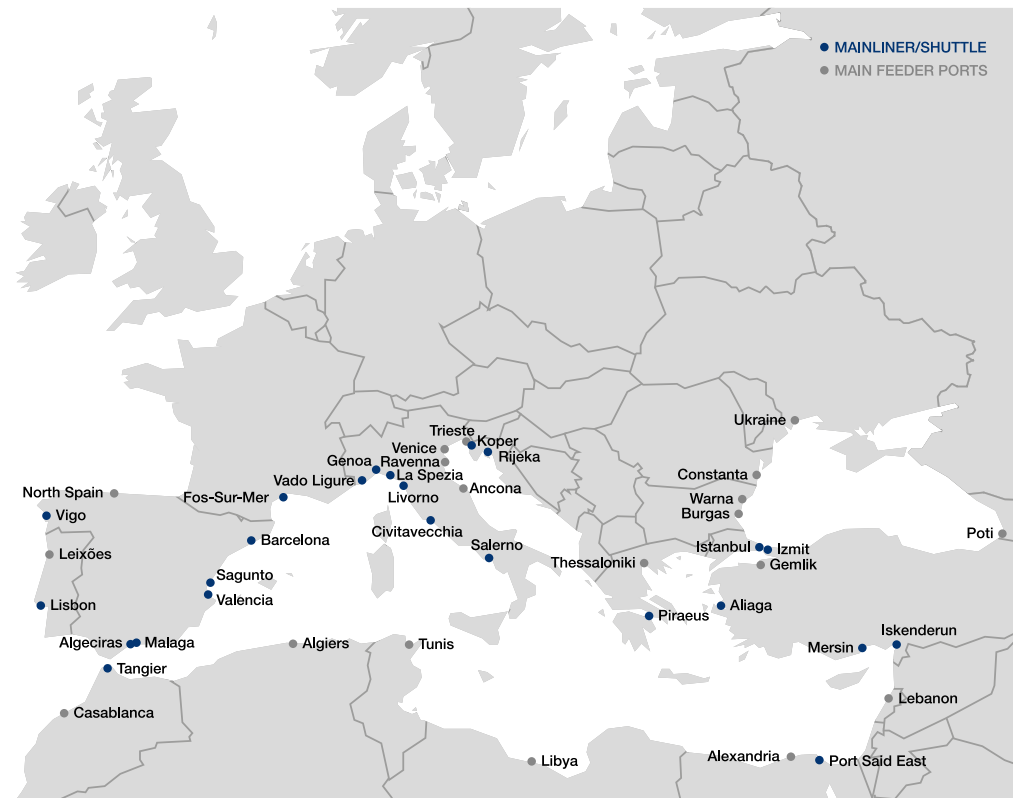 MAINLINER/SHUTTLE
MAIN FEEDER PORTS
Ukraine
Trieste
Koper
Venice
Rijeka
Genoa
Ravenna
La Spezia
Constanta
Vado Ligure
Ancona
North Spain
Fos-Sur-Mer
Livorno
Warna
Burgas
Vigo
Civitavecchia
Poti
Barcelona
Salerno
Istanbul
Izmit
Leixões
Thessaloniki
Gemlik
Sagunto
Valencia
Lisbon
Aliaga
Piraeus
Iskenderun
Algeciras
Malaga
Algiers
Tunis
Mersin
Tangier
Lebanon
Casablanca
Alexandria
Libya
Port Said East